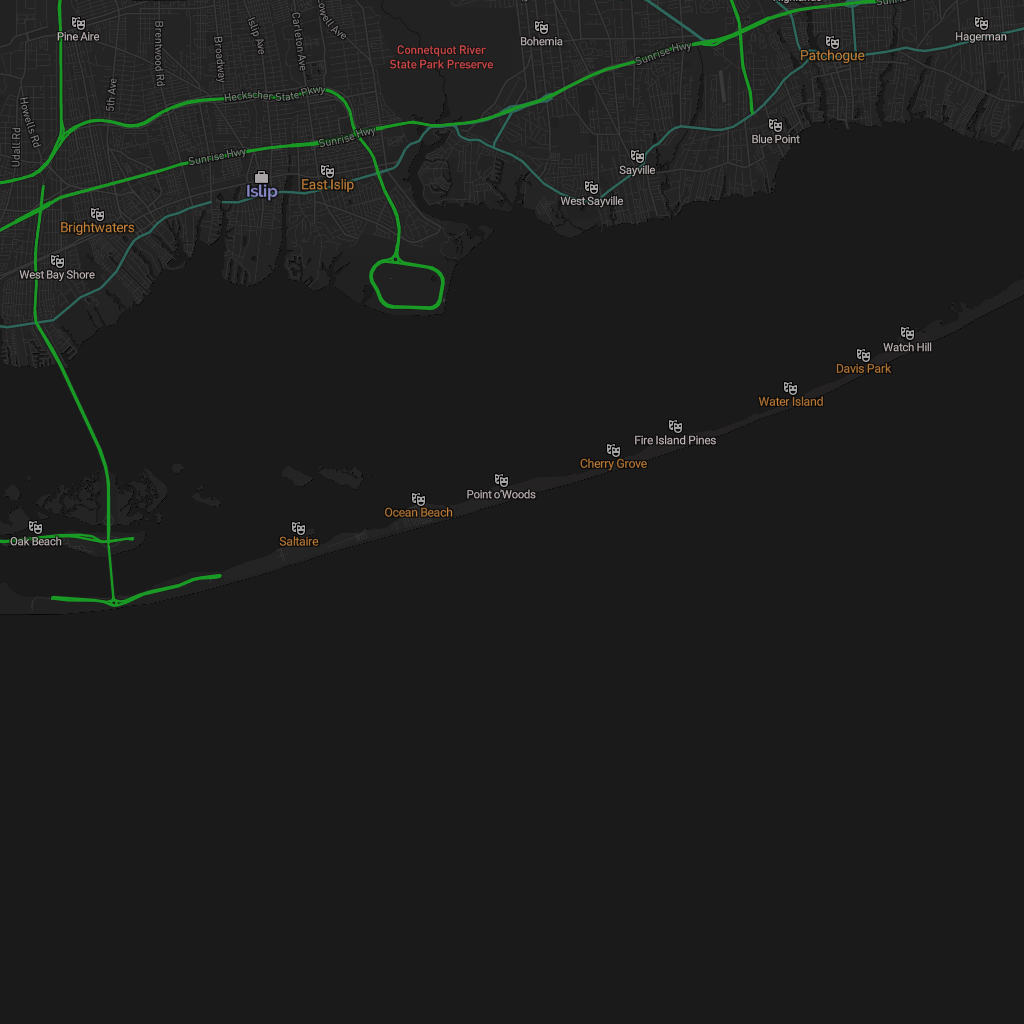 Pine Aire
Brentwood Rd
Islip Ave
Carleton Ave
Lowell Ave
Broadway
5th Ave
Howells Rd
Udall Rd
Connetquot River
State Park Preserve
Bohemia
Sunrise Hwy
Patchogue
Hagerman
Heckscher State Pkwy
Sunrise Hwy
Sunrise Hwy
Blue Point
Sayville
West Sayville
East Islip
Islip
Brightwaters
West Bay Shore
Watch Hill
Davis Park
Water Island
Fire Island Pines
Cherry Grove
Point o'Woods
Ocean Beach
Saltaire
Oak Beach